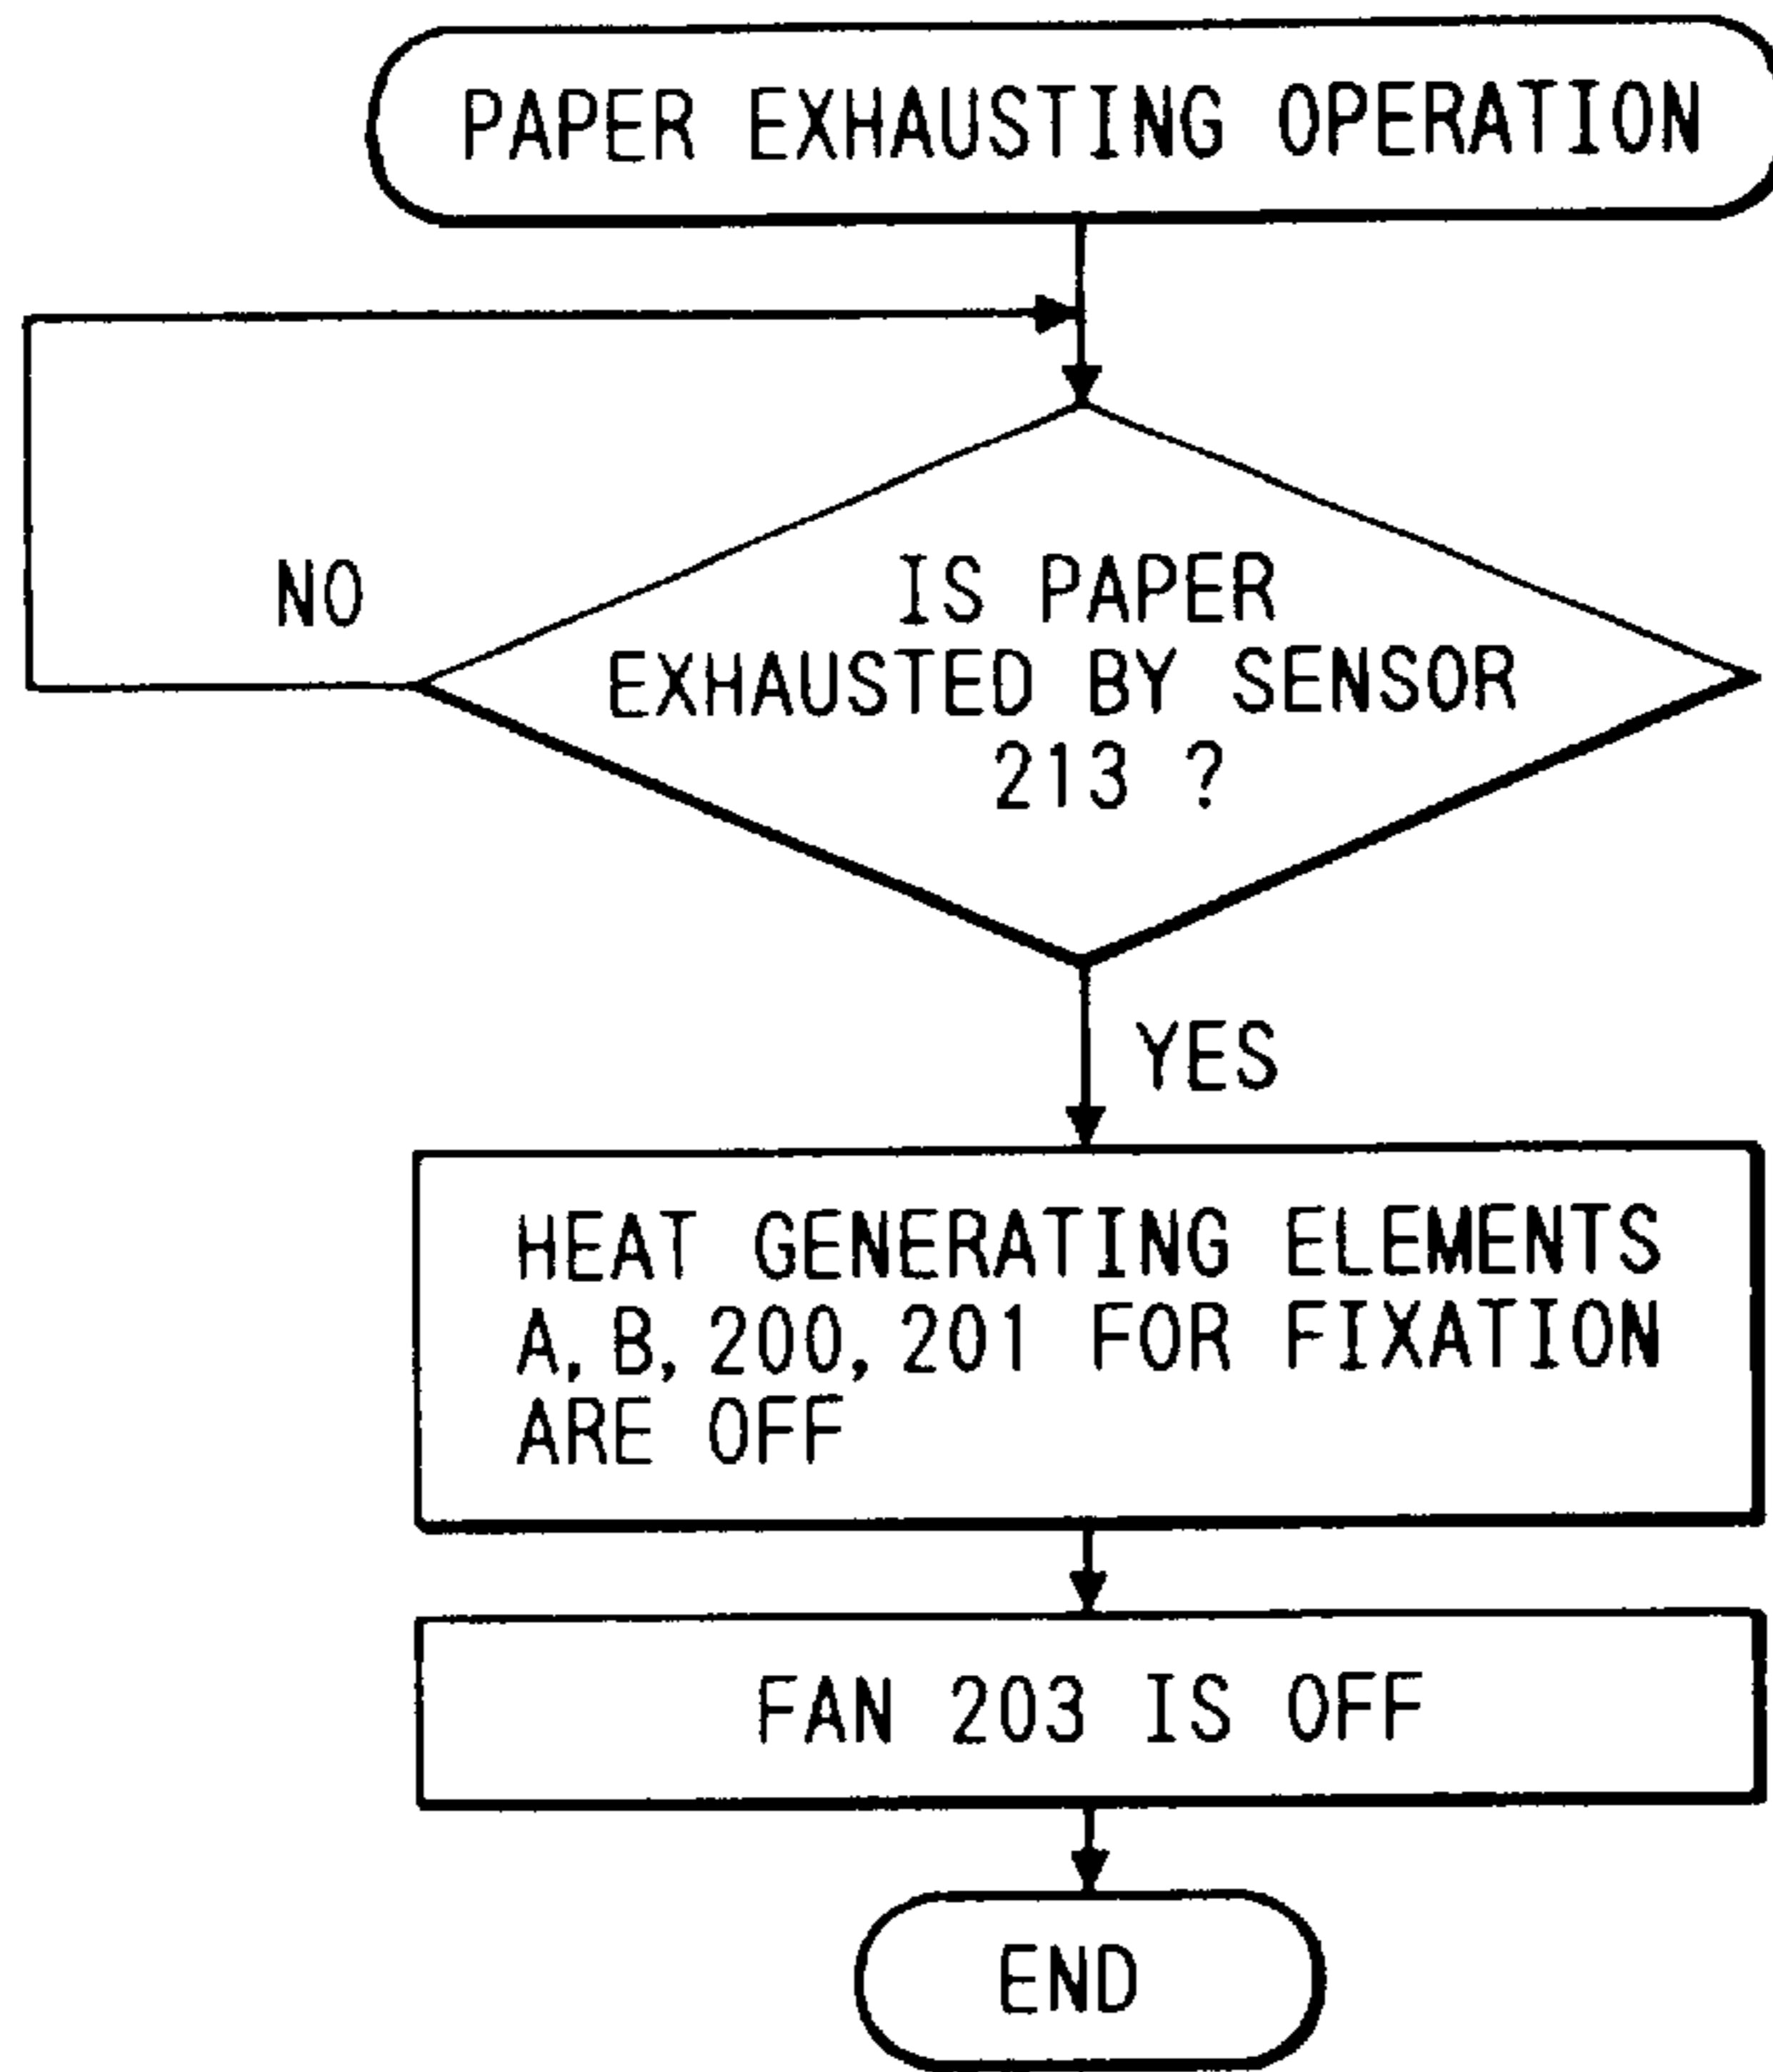 PAPER EXHAUSTING OPERATION
NO
IS PAPER
EXHAUSTED BY SENSOR
213 ?
YES
HEAT GENERATING ELEMENTS
A, B, 200, 201 FOR FIXATION
ARE OFF
FAN 203 IS OFF
END